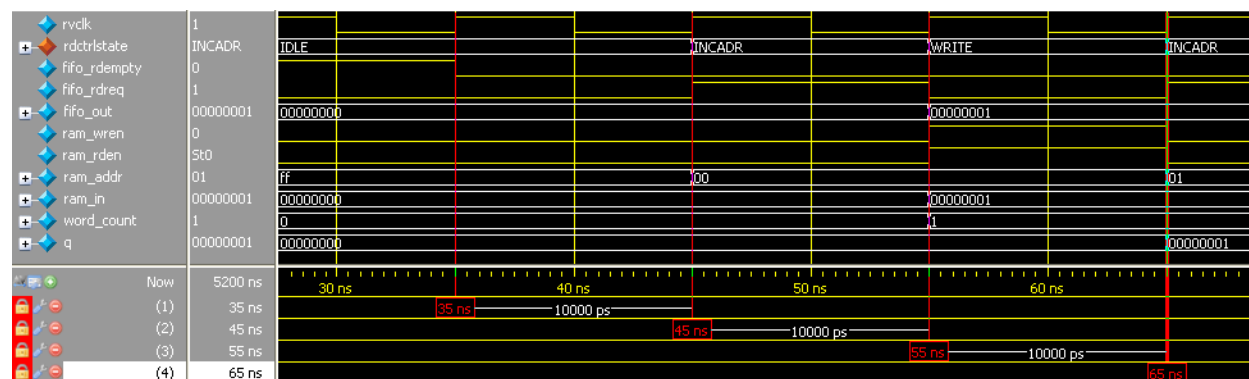 rvclk 1
rdctrlstate INCADR IDLE INCADR WRITE INCADR
fifo_rdempty 0
fifo_rdreq 1
fifo_out 00000001 00000000 00000001
ram_wren 0
ram_rden St0
ram_addr 01 ff 00 01
ram_in 00000001 00000000 00000001
word_count 1 0 1
q 00000001 00000000 00000001
Now 5200 ns 30 ns 40 ns 50 ns 60 ns
(1) 35 ns 35 ns 10000 ps
(2) 45 ns 45 ns 10000 ps
(3) 55 ns 55 ns 10000 ps
(4) 65 ns 65 ns